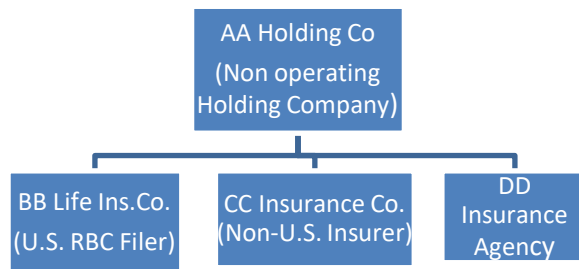 AA Holding Co
(Non operating
Holding Company)
BB Life Ins.Co.
(U.S. RBC Filer)
CC Insurance Co.
(Non-U.S. Insurer)
DD
Insurance
Agency